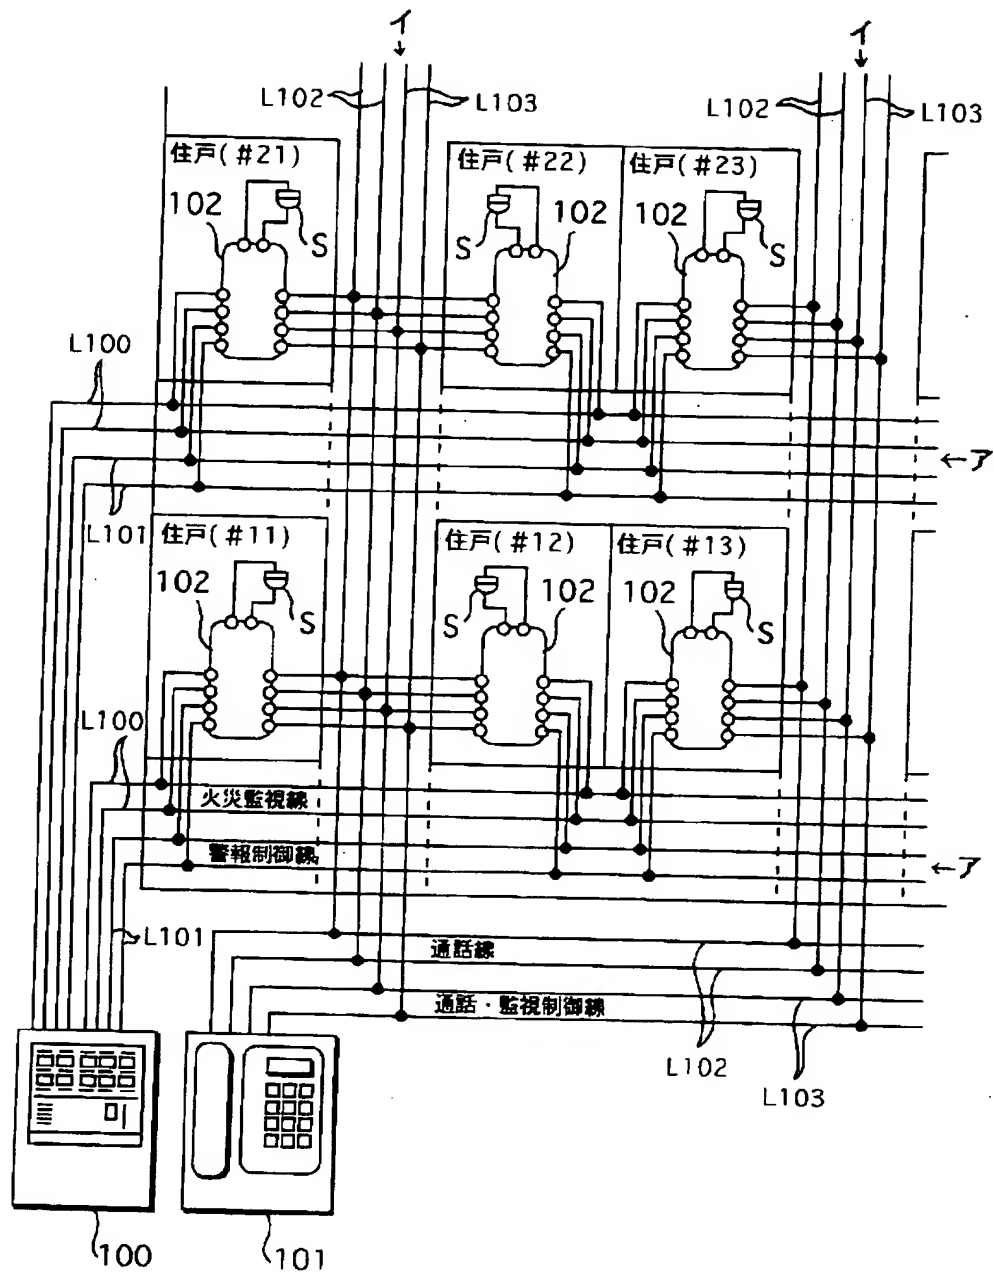 イ イ
L102 L103 L102 L103
住戸(#21) 住戸(#22) 住戸(#23)
102 S S 102 102 S
L100
←ア
L101 住戸(#11) 住戸(#12) 住戸(#13)
102 S S 102 102 S
L100
火災監視線
警報制御線
←ア
L101
通話線
通話・監視制御線
L102
L103
100 101